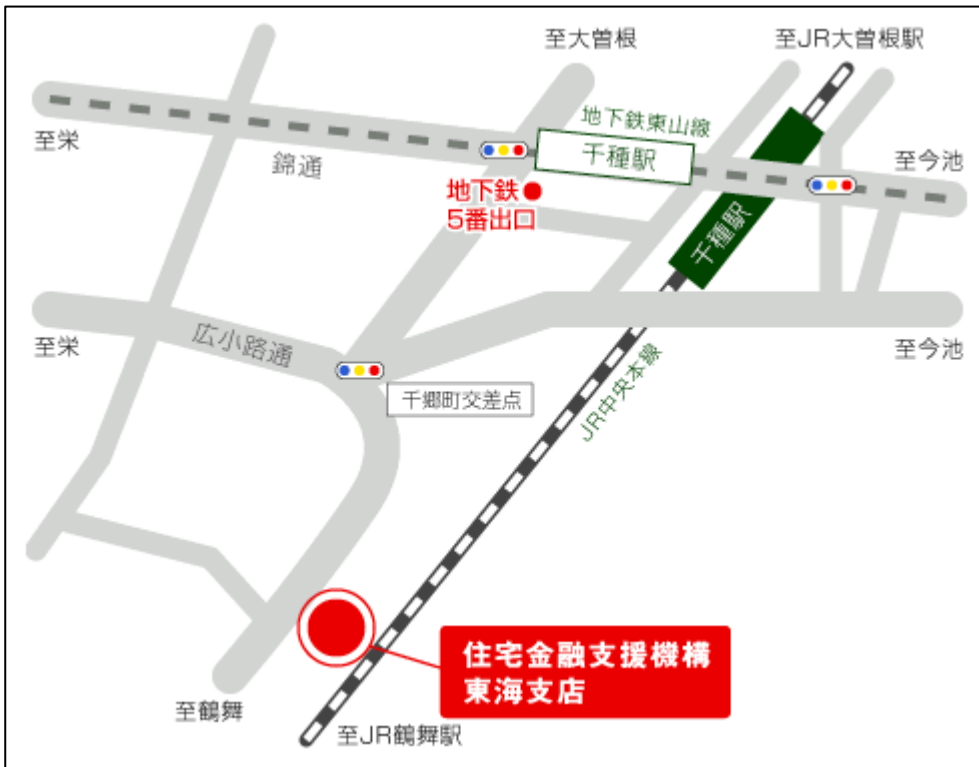 至大曽根
至JR大曽根駅
地下鉄東山線
千種駅
至栄
錦通
至今池
地下鉄
5番出口
千種駅
至栄
広小路通
至今池
千郷町交差点
JR中央本線
住宅金融支援機構
東海支店
至鶴舞
至JR鶴舞駅